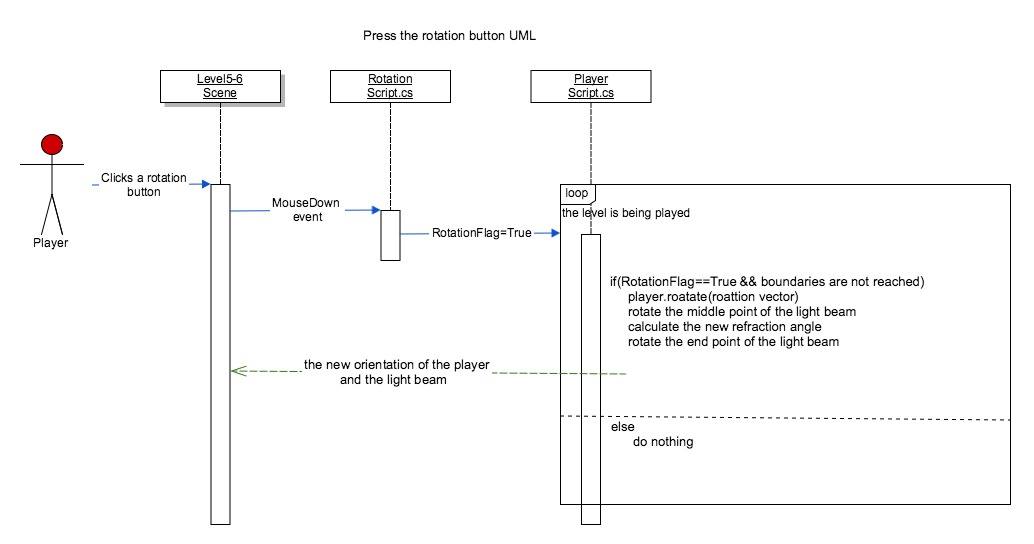 Press the rotation button UML
Level5-6
Scene
Rotation
Script.cs
Player
Script.cs
Clicks a rotation
button
Player
MouseDown
event
RotationFlag=True
loop
the level is being played
if(RotationFlag==True && boundaries are not reached)
player.roatate(roattion vector)
rotate the middle point of the light beam
calculate the new refraction angle
rotate the end point of the light beam
the new orientation of the player
and the light beam
else
do nothing